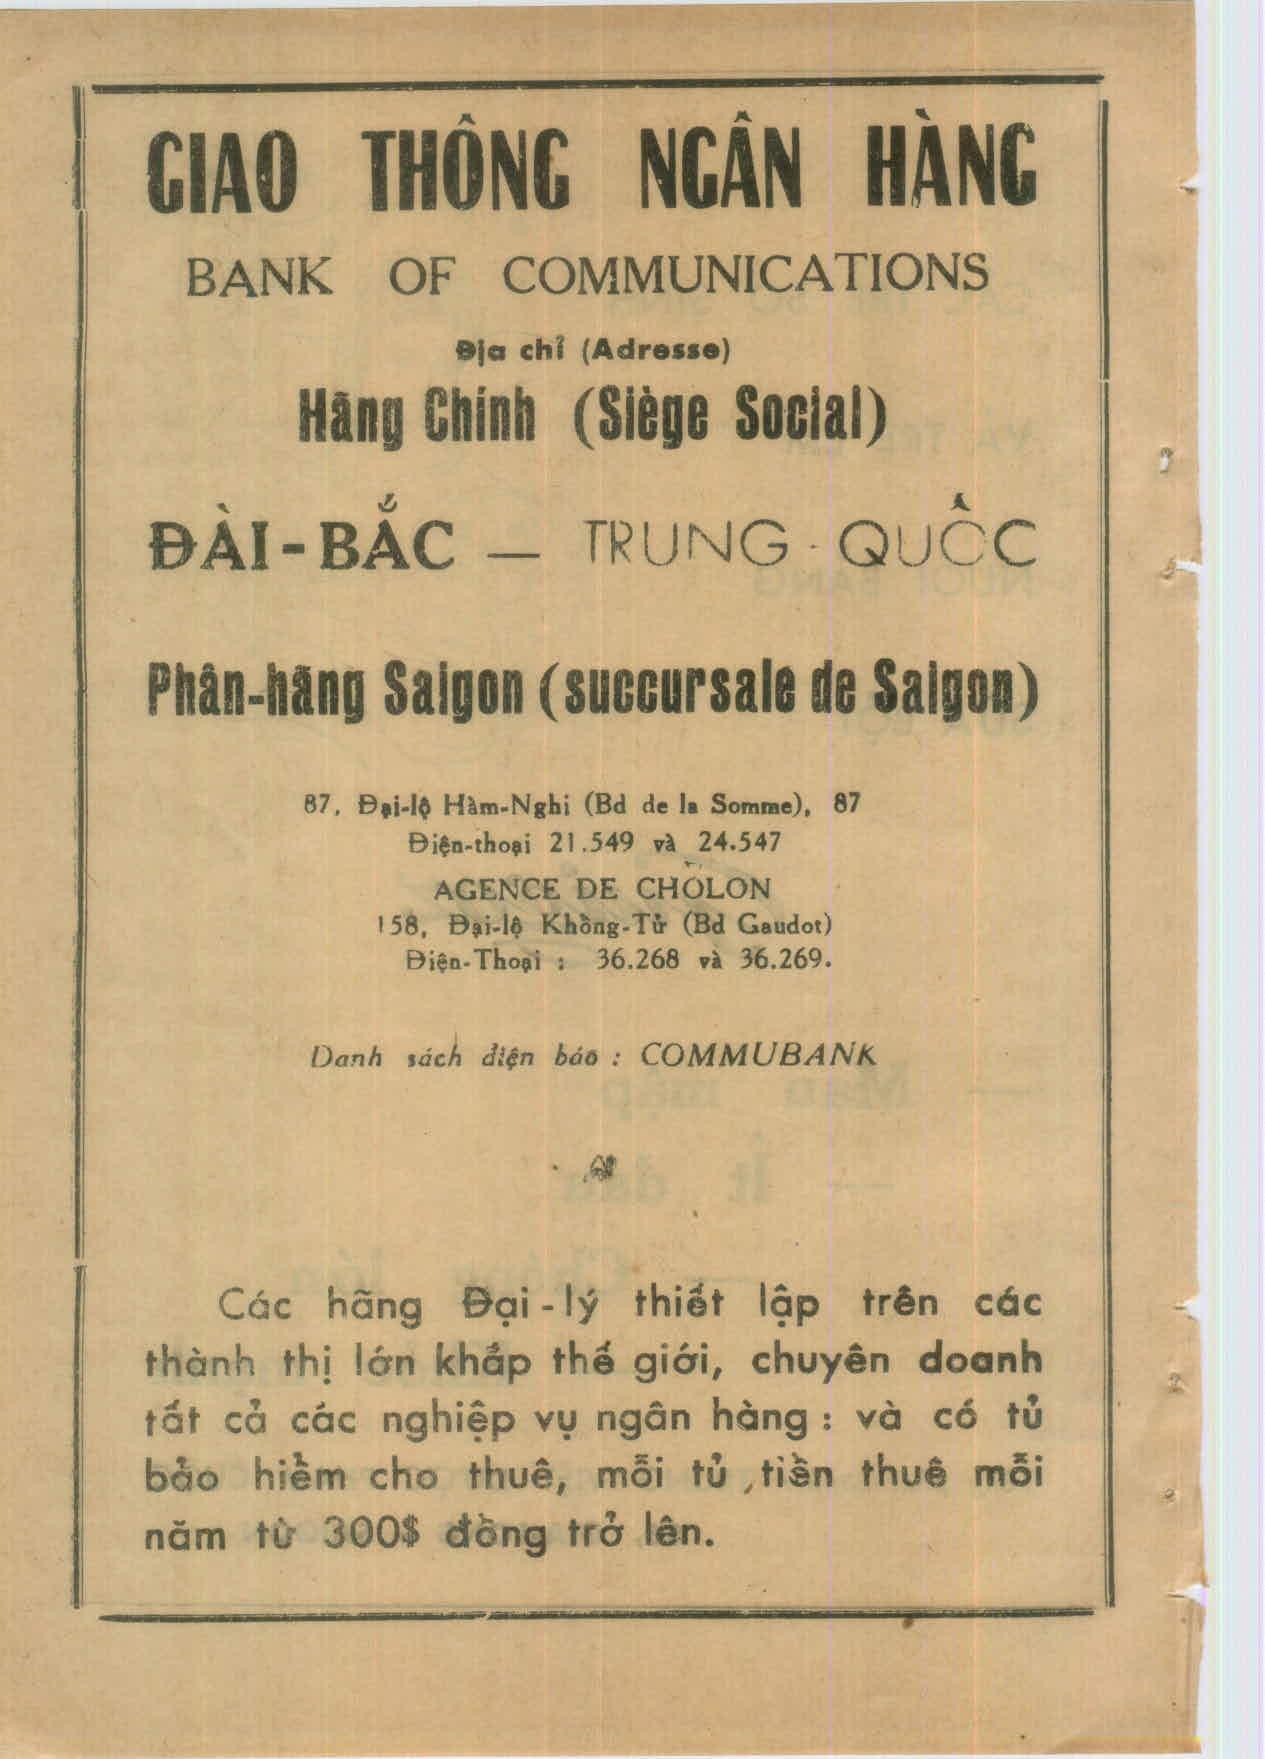 GIAO THÔNG NGÂN HÀNG
BANK OF COMMUNICATIONS
Địa chỉ (Adresse)
Hãng Chính (Siège Social)
ĐÀI-BẮC — TRUNG-QUỐC
Phân-hãng Saigon (succursale de Saigon)
87, Đại-lộ Hàm-Nghi (Bd de la Somme), 87
Điện-thoại 21.549 và 24.547
AGENCE DE CHOLON
158, Đại-lộ Khổng-Tử (Bd Gaudot)
Điện-Thoại : 36.268 và 36.269.
Danh sách điện báo : COMMUBANK
Các hãng Đại-lý thiết lập trên các
thành thị lớn khắp thế giới, chuyên doanh
tất cả các nghiệp vụ ngân hàng : và có tủ
bảo hiểm cho thuê, mỗi tủ, tiền thuê mỗi
năm từ 300$ đồng trở lên.